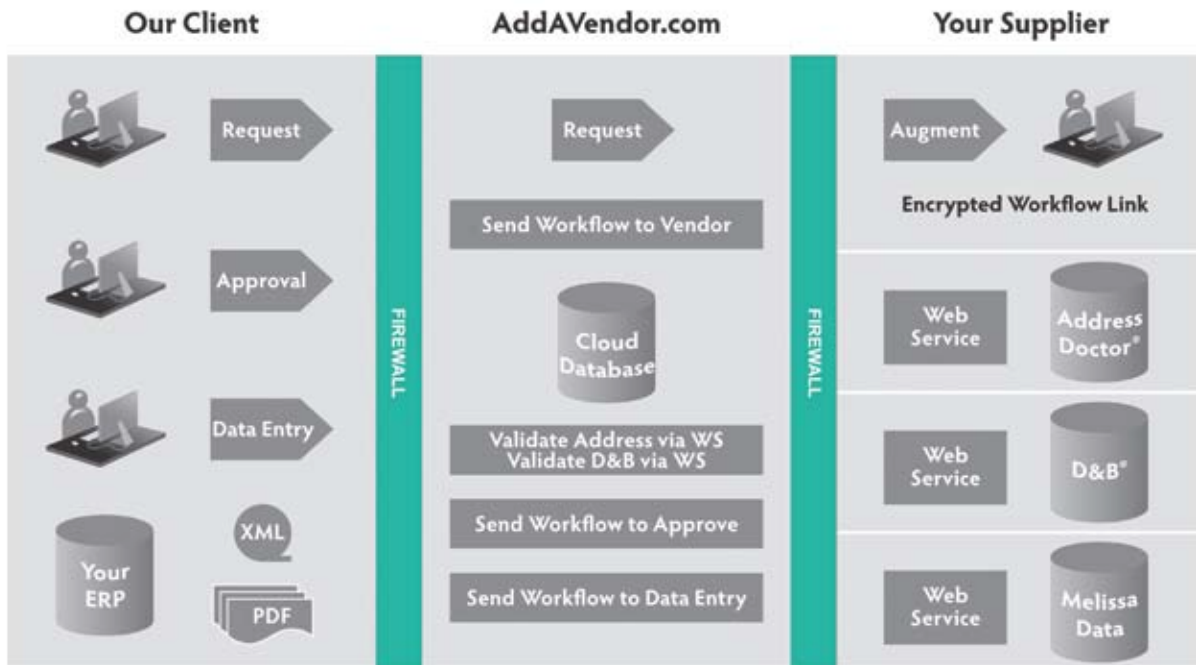 Our Client
AddAVendor.com
Your Supplier
Request
Approval
Data Entry
Your
ERP
XML
PDF
FIREWALL
Request
Send Workflow to Vendor
Cloud
Database
Validate Address via WS
Validate D&B via WS
Send Workflow to Approve
Send Workflow to Data Entry
FIREWALL
Augment
Encrypted Workflow Link
Web
Service
Address
Doctor®
Web
Service
D&B®
Web
Service
Melissa
Data